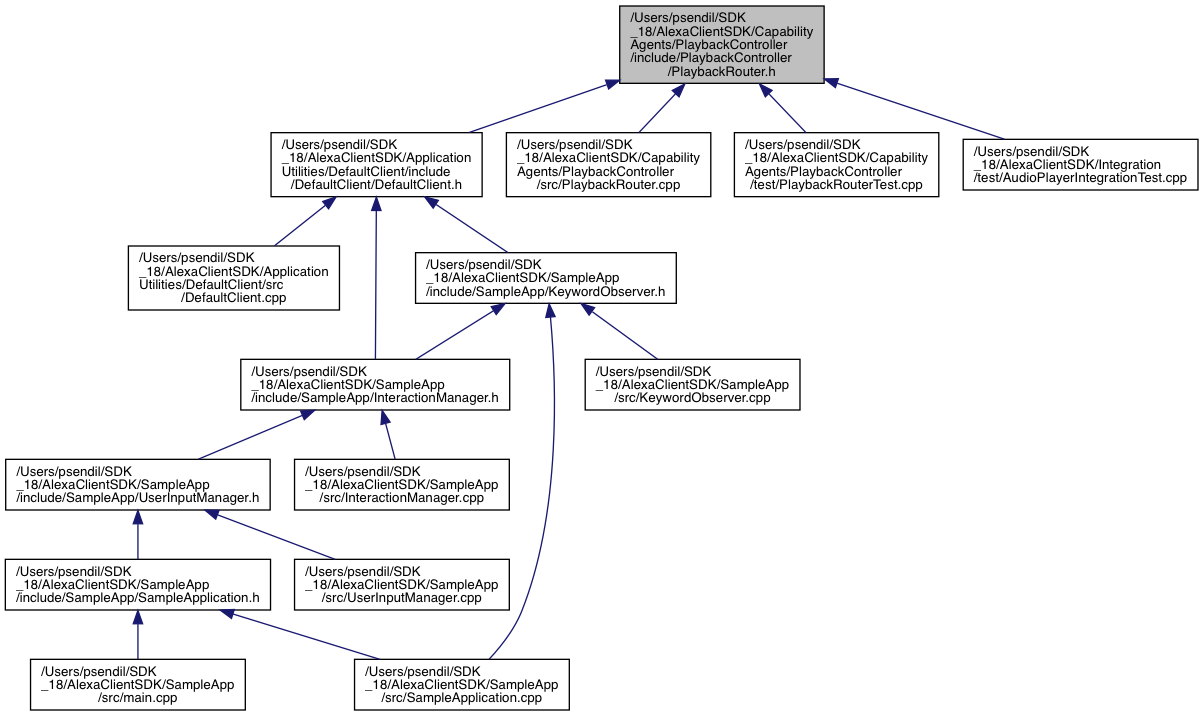 /Users/psendil/SDK
_18/AlexaClientSDK/Capability
Agents/PlaybackController
/include/PlaybackController
/PlaybackRouter.h
/Users/psendil/SDK
_18/AlexaClientSDK/Application
Utilities/DefaultClient/include
/DefaultClient/DefaultClient.h
/Users/psendil/SDK
_18/AlexaClientSDK/Capability
Agents/PlaybackController
/src/PlaybackRouter.cpp
/Users/psendil/SDK
_18/AlexaClientSDK/Capability
Agents/PlaybackController
/test/PlaybackRouterTest.cpp
/Users/psendil/SDK
_18/AlexaClientSDK/Integration
/test/AudioPlayerIntegrationTest.cpp
/Users/psendil/SDK
_18/AlexaClientSDK/Application
Utilities/DefaultClient/src
/DefaultClient.cpp
/Users/psendil/SDK
_18/AlexaClientSDK/SampleApp
/include/SampleApp/KeywordObserver.h
/Users/psendil/SDK
_18/AlexaClientSDK/SampleApp
/include/SampleApp/InteractionManager.h
/Users/psendil/SDK
_18/AlexaClientSDK/SampleApp
/src/KeywordObserver.cpp
/Users/psendil/SDK
_18/AlexaClientSDK/SampleApp
/include/SampleApp/UserInputManager.h
/Users/psendil/SDK
_18/AlexaClientSDK/SampleApp
/src/InteractionManager.cpp
/Users/psendil/SDK
_18/AlexaClientSDK/SampleApp
/include/SampleApp/SampleApplication.h
/Users/psendil/SDK
_18/AlexaClientSDK/SampleApp
/src/UserInputManager.cpp
/Users/psendil/SDK
_18/AlexaClientSDK/SampleApp
/src/main.cpp
/Users/psendil/SDK
_18/AlexaClientSDK/SampleApp
/src/SampleApplication.cpp